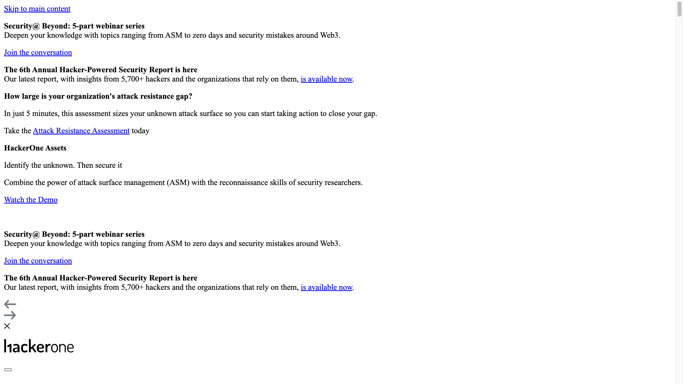 Skip to main content
Security@ Beyond: 5-part webinar series
Deepen your knowledge with topics ranging from ASM to zero days and security mistakes around Web3.
Join the conversation
The 6th Annual Hacker-Powered Security Report is here
Our latest report, with insights from 5,700+ hackers and the organizations that rely on them, is available now.
How large is your organization's attack resistance gap?
In just 5 minutes, this assessment sizes your unknown attack surface so you can start taking action to close your gap.
Take the Attack Resistance Assessment today
HackerOne Assets
Identify the unknown. Then secure it
Combine the power of attack surface management (ASM) with the reconnaissance skills of security researchers.
Watch the Demo
Security@ Beyond: 5-part webinar series
Deepen your knowledge with topics ranging from ASM to zero days and security mistakes around Web3.
Join the conversation
The 6th Annual Hacker-Powered Security Report is here
Our latest report, with insights from 5,700+ hackers and the organizations that rely on them, is available now.
hackerone